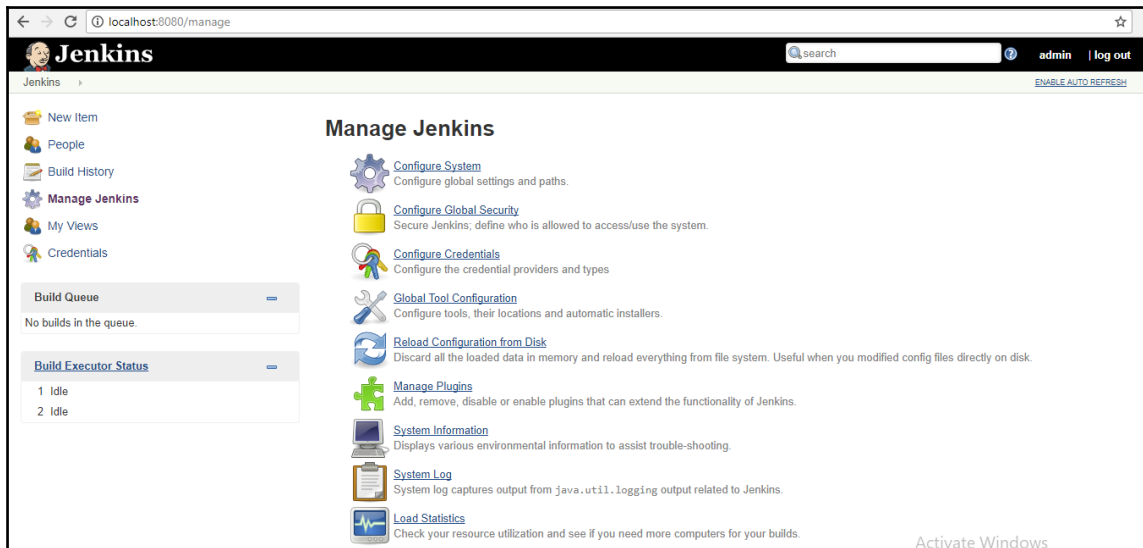 localhost:8080/manage
Jenkins
search
admin | log out
Jenkins
ENABLE AUTO REFRESH
New Item
People
Build History
Manage Jenkins
My Views
Credentials
Build Queue
No builds in the queue.
Build Executor Status
1 Idle
2 Idle
Manage Jenkins
Configure System
Configure global settings and paths.
Configure Global Security
Secure Jenkins; define who is allowed to access/use the system.
Configure Credentials
Configure the credential providers and types
Global Tool Configuration
Configure tools, their locations and automatic installers.
Reload Configuration from Disk
Discard all the loaded data in memory and reload everything from file system. Useful when you modified config files directly on disk.
Manage Plugins
Add, remove, disable or enable plugins that can extend the functionality of Jenkins.
System Information
Displays various environmental information to assist trouble-shooting.
System Log
System log captures output from java.util.logging output related to Jenkins.
Load Statistics
Check your resource utilization and see if you need more computers for your builds.
Activate Windows